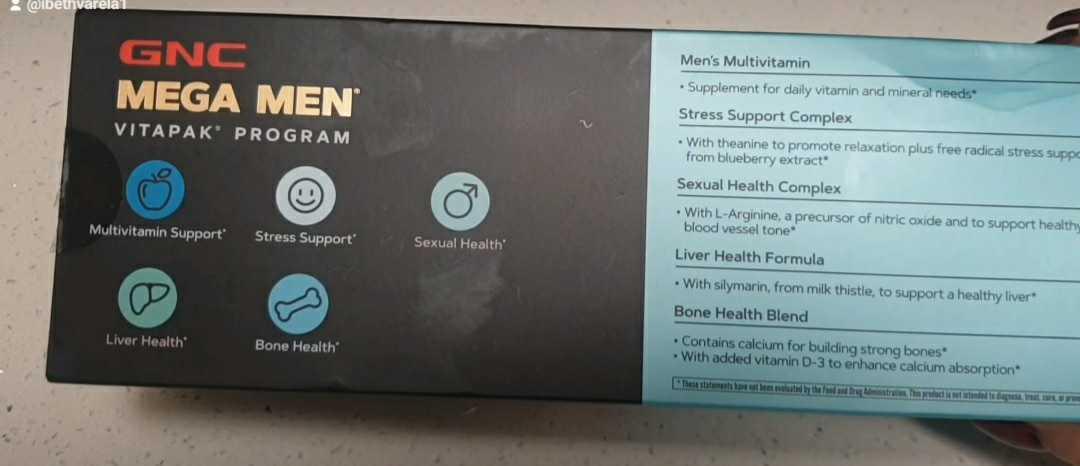 @ibethvarela1
GNC
MEGA MEN®
VITAPAK® PROGRAM
Multivitamin Support*
Stress Support*
Sexual Health*
Liver Health*
Bone Health*
Men's Multivitamin
• Supplement for daily vitamin and mineral needs*
Stress Support Complex
• With theanine to promote relaxation plus free radical stress
from blueberry extract*
Sexual Health Complex
• With L-Arginine, a precursor of nitric oxide and to support healthy
blood vessel tone*
Liver Health Formula
• With silymarin, from milk thistle, to support a healthy liver*
Bone Health Blend
• Contains calcium for building strong bones*
• With added vitamin D-3 to enhance calcium absorption*
* These statements have not been evaluated by the Food and Drug Administration. This product is not intended to diagnose, treat, cure, or